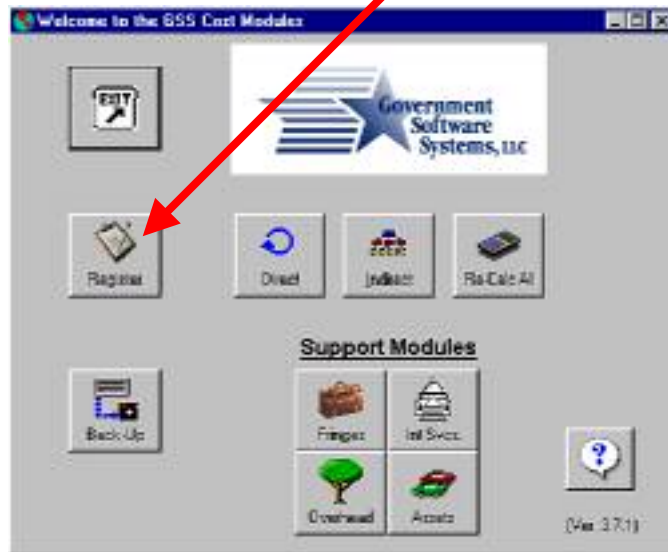 Welcome to the GSS Cost Modules
EXIT
Government
Software
Systems, LLC
Register
Direct
Indirect
Re-Calc All
Support Modules
Back-Up
Fringes
Int Svcs.
Overhead
Assets
?
(Ver. 3.7.1)